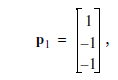 p1 = [1
-1
-1],